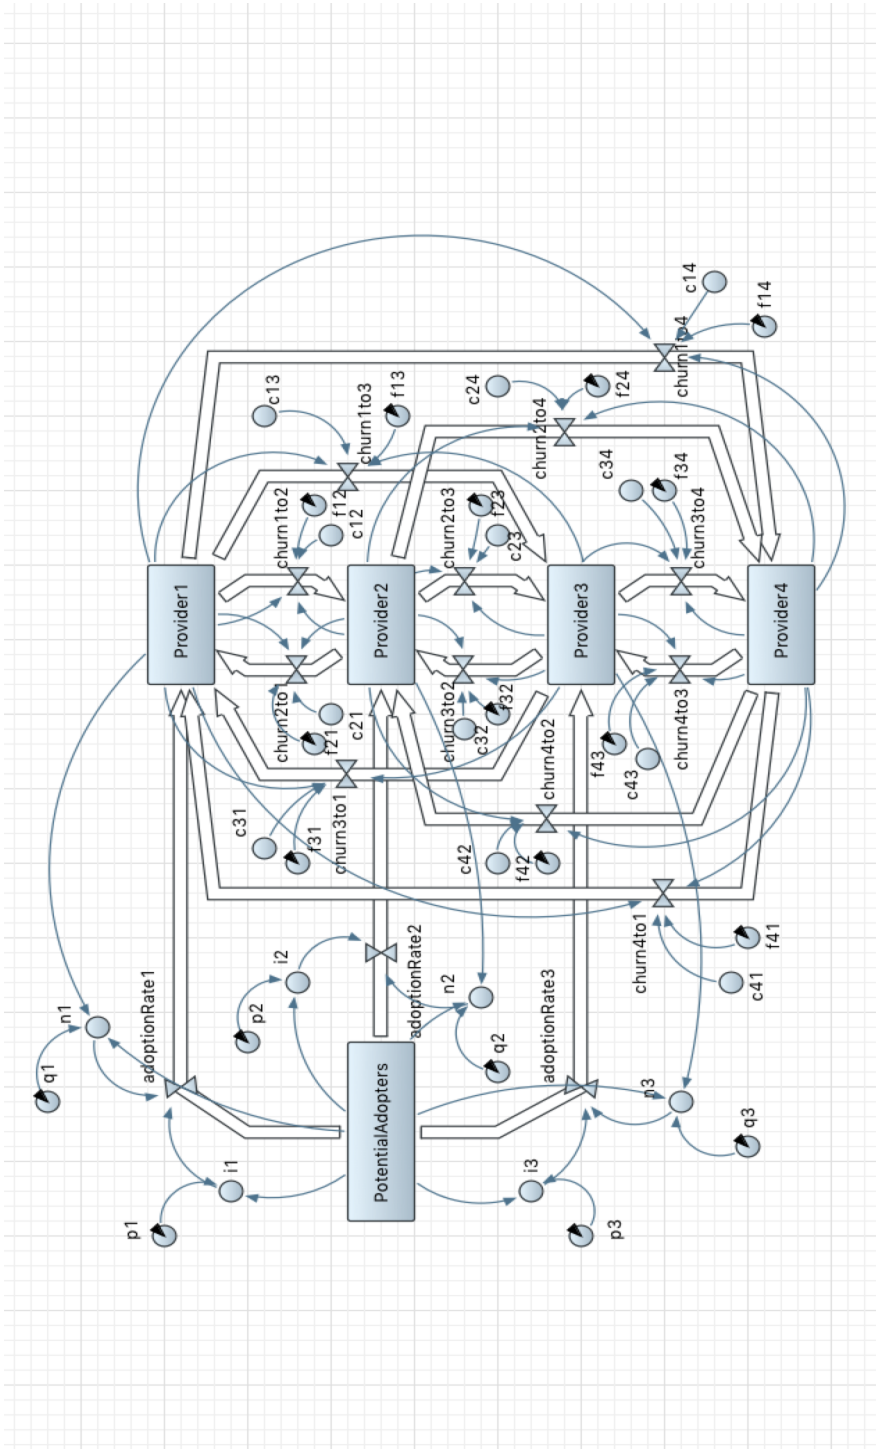 q1
n1
p1
adoptionRate1
Provider1
i1
c31
p2
c13
i2
churn2to
churn1to2
f31
f21
f12
churn3to1
c21
c12
churn1to3
PotentialAdopters
Provider2
f13
adoptionRate2
n2
churn3to2
churn2to3
c42
c24
c32
f23
q2
f32
c23
f42
i3
churn2to4
adoptionRate3
churn4to2
Provider3
f43
c34
p3
f24
c43
churn4to1
n3
f34
churn1to4
churn4to3
c14
churn3to4
q3
c41
f14
f41
Provider4